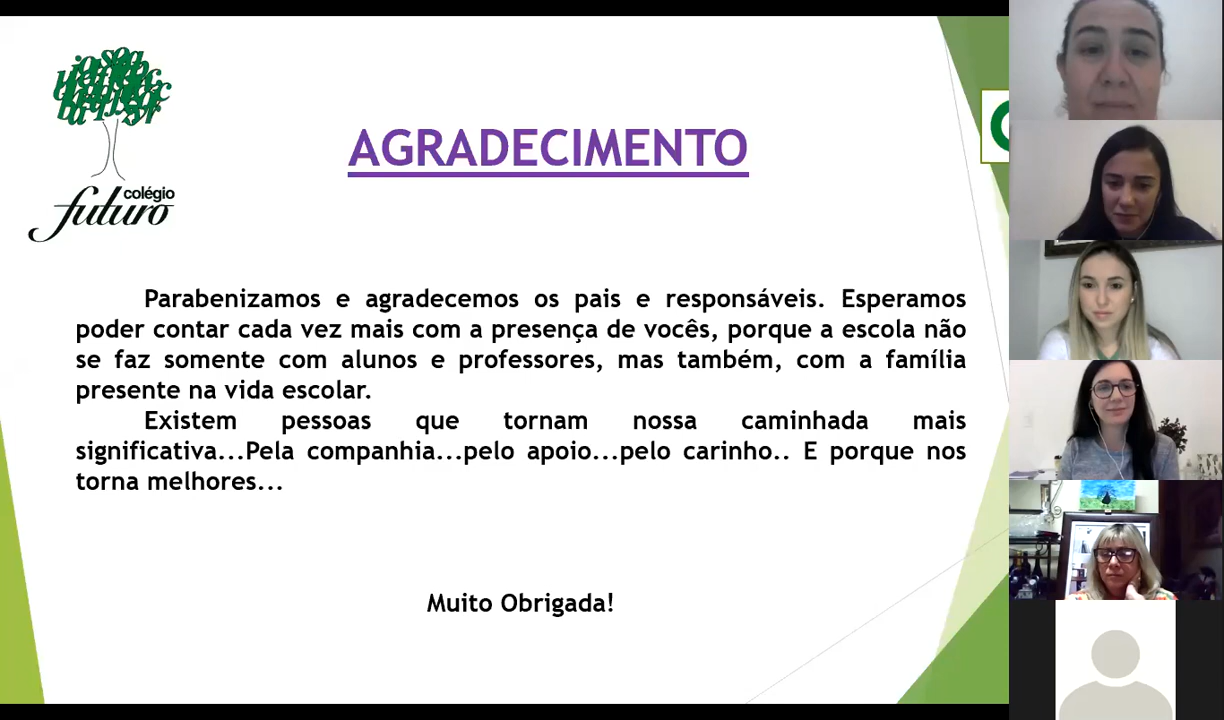 colégio
futuro
AGRADECIMENTO
Parabenizamos e agradecemos os pais e responsáveis. Esperamos
poder contar cada vez mais com a presença de vocês, porque a escola não
se faz somente com alunos e professores, mas também, com a família
presente na vida escolar.
Existem pessoas que tornam nossa caminhada mais
significativa...Pela companhia...pelo apoio...pelo carinho.. E porque nos
torna melhores...
Muito Obrigada!